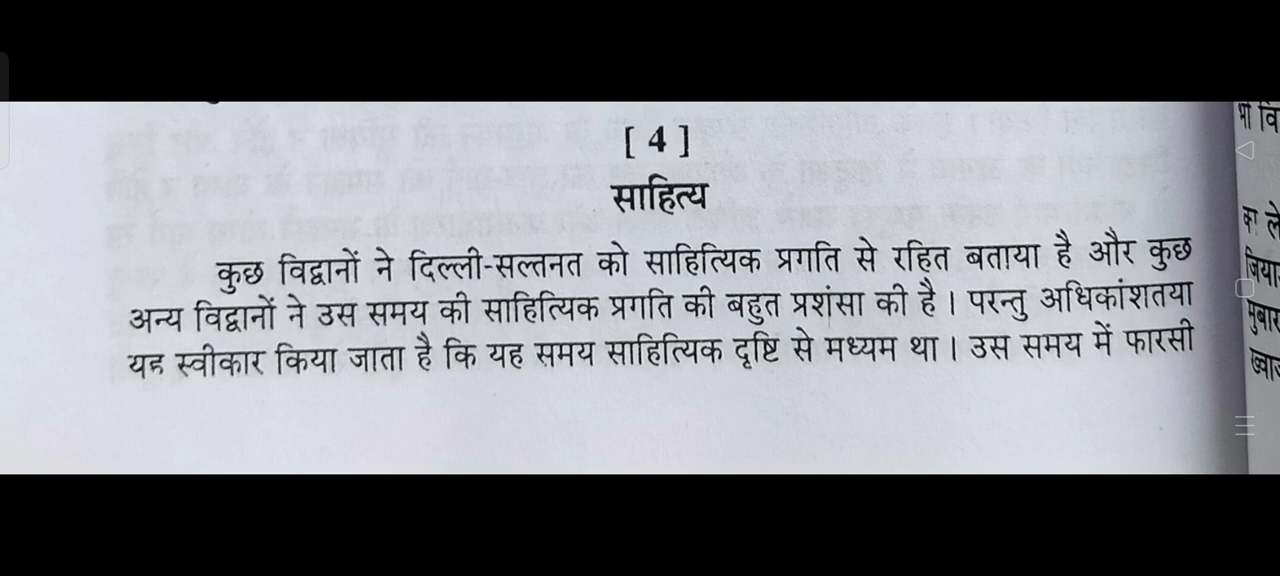 [ 4 ]
साहित्य
कुछ विद्वानों ने दिल्ली-सल्तनत को साहित्यिक प्रगति से रहित बताया है और कुछ
अन्य विद्वानों ने उस समय की साहित्यिक प्रगति की बहुत प्रशंसा की है। परन्तु अधिकांशतया
यह स्वीकार किया जाता है कि यह समय साहित्यिक दृष्टि से मध्यम था। उस समय में फारसी